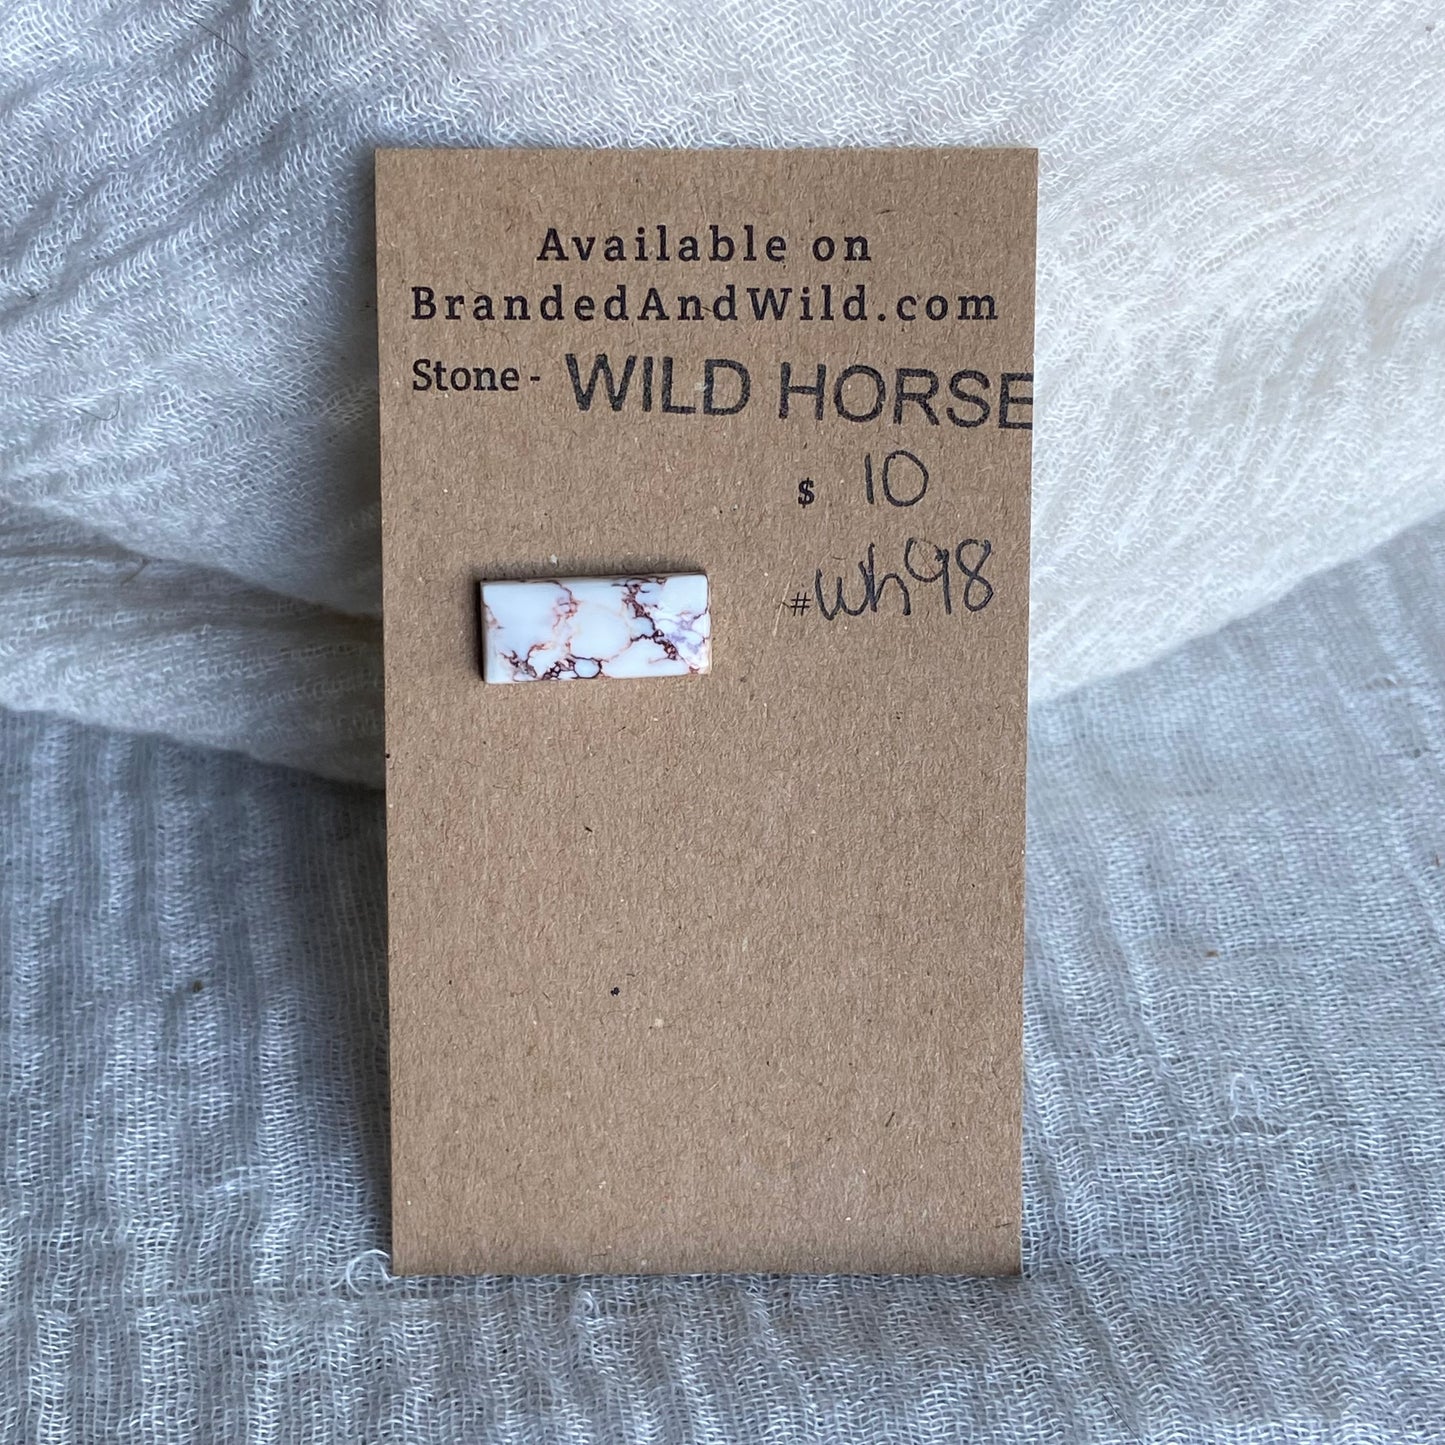 Available on
BrandedAndWild.com
Stone - WILD HORSE
$ 10
#wh98